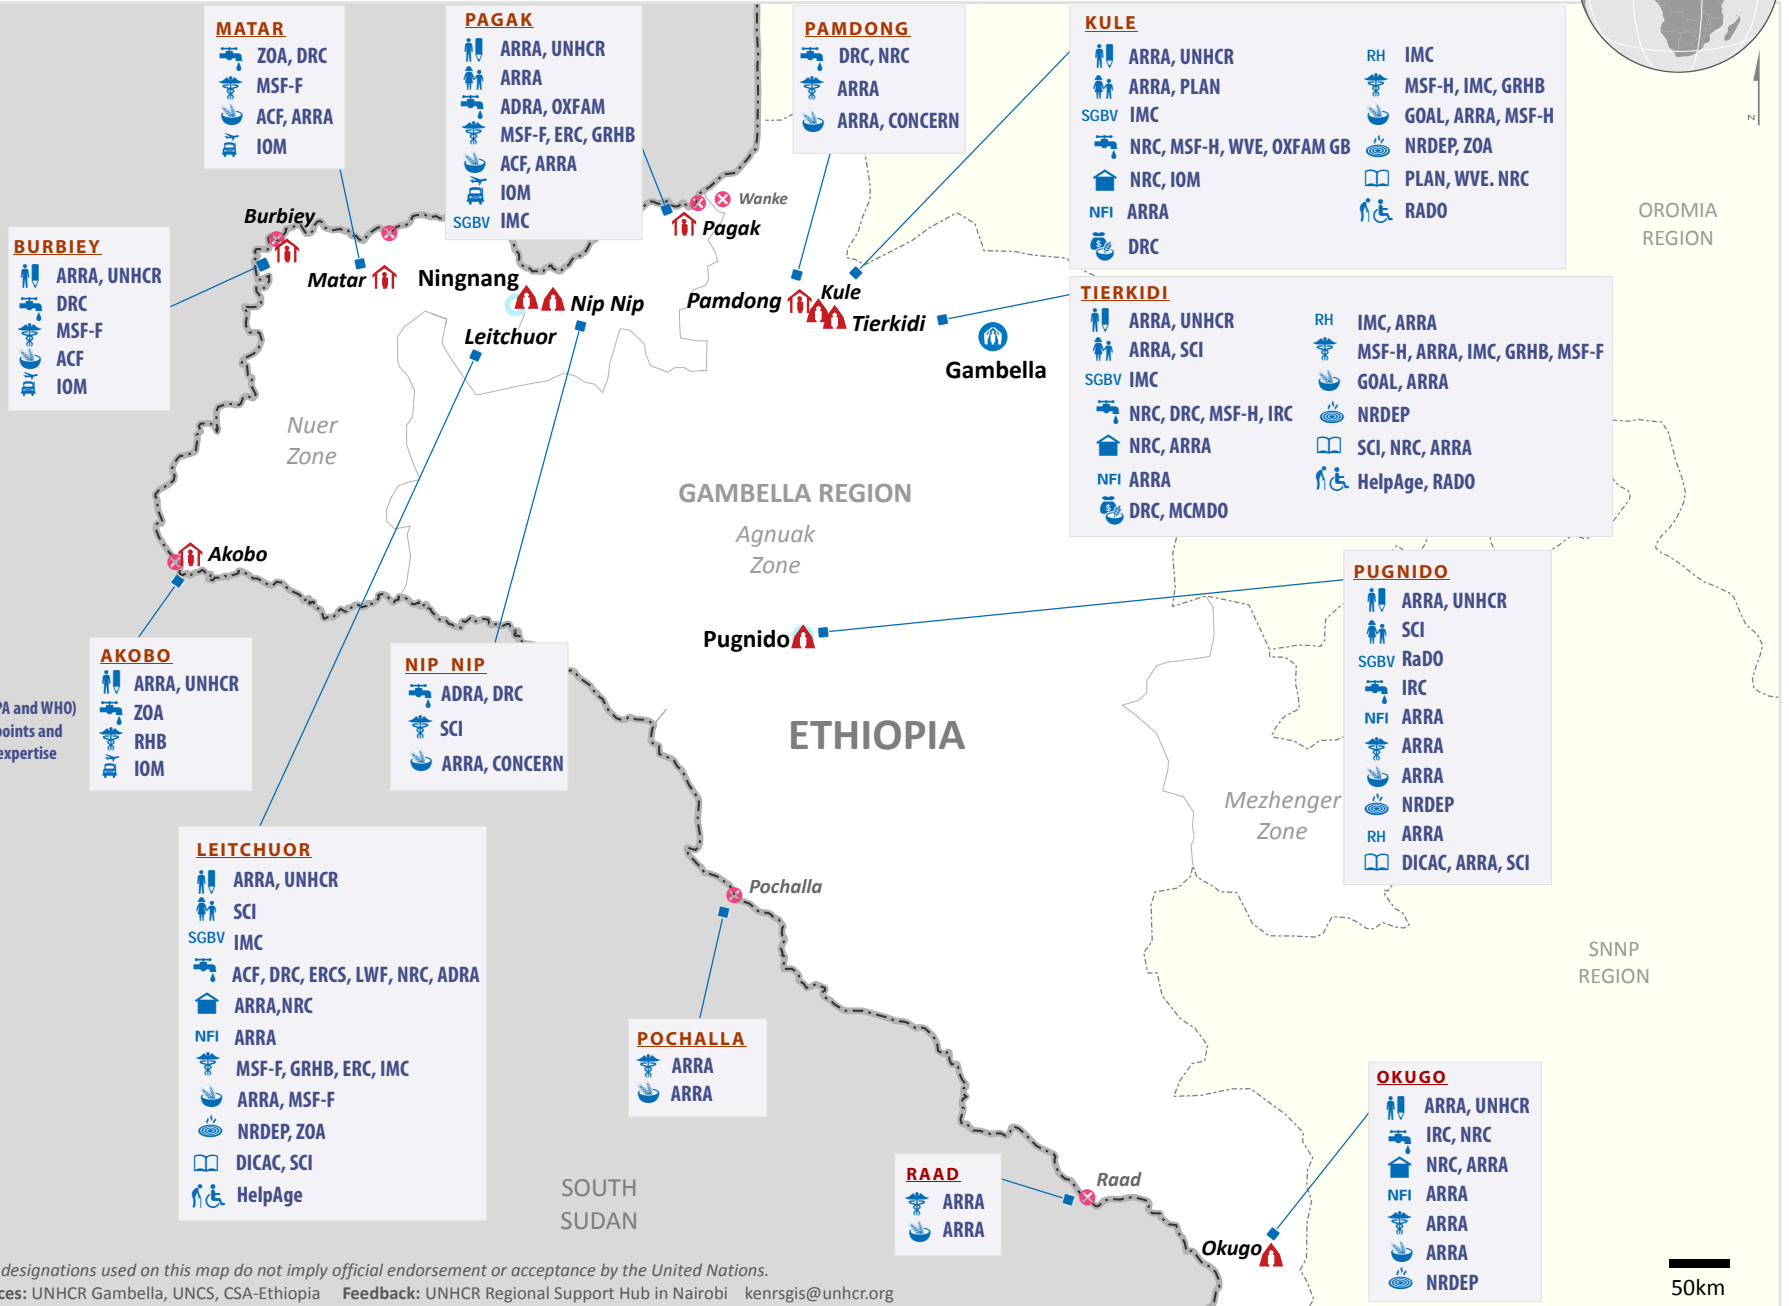 MATAR
ZOA, DRC
MSF-F
ACF, ARRA
IOM
PAGAK
ARRA, UNHCR
ARRA
ADRA, OXFAM
MSF-F, ERC, GRHB
ACF, ARRA
IOM
SGBV IMC
PAMDONG
DRC, NRC
ARRA
ARRA, CONCERN
KULE
ARRA, UNHCR
ARRA, PLAN
SGBV IMC
NRC, MSF-H, WVE, OXFAM GB
NRC, IOM
NFI ARRA
DRC
RH IMC
MSF-H, IMC, GRHB
GOAL, ARRA, MSF-H
NRDEP, ZOA
PLAN, WVE. NRC
RADO
N
OROMIA
REGION
BURBIEY
ARRA, UNHCR
DRC
MSF-F
ACF
IOM
Burbiey
Matar
Ningnang
Nip Nip
Leitchuor
Wanke
Pagak
Pamdong
Kule
Tierkidi
Gambella
TIERKIDI
ARRA, UNHCR
ARRA, SCI
SGBV IMC
NRC, DRC, MSF-H, IRC
NRC, ARRA
NFI ARRA
DRC, MCMDO
RH IMC, ARRA
MSF-H, ARRA, IMC, GRHB, MSF-F
GOAL, ARRA
NRDEP
SCI, NRC, ARRA
HelpAge, RADO
Nuer
Zone
GAMBELLA REGION
Agnuak
Zone
Akobo
Pugnido
ETHIOPIA
PUGNIDO
ARRA, UNHCR
SCI
SGBV RaDO
IRC
NFI ARRA
ARRA
ARRA
NRDEP
RH ARRA
DICAC, ARRA, SCI
Mezhenger
Zone
PA and WHO)
points and
expertise
AKOBO
ARRA, UNHCR
ZOA
RHB
IOM
NIP NIP
ADRA, DRC
SCI
ARRA, CONCERN
LEITCHUOR
ARRA, UNHCR
SCI
SGBV IMC
ACF, DRC, ERCS, LWF, NRC, ADRA
ARRA,NRC
NFI ARRA
MSF-F, GRHB, ERC, IMC
ARRA, MSF-F
NRDEP, ZOA
DICAC, SCI
HelpAge
Pochalla
POCHALLA
ARRA
ARRA
SNNP
REGION
SOUTH
SUDAN
RAAD
ARRA
ARRA
Raad
Okugo
OKUGO
ARRA, UNHCR
IRC, NRC
NRC, ARRA
NFI ARRA
ARRA
ARRA
NRDEP
50km
designations used on this map do not imply official endorsement or acceptance by the United Nations.
ces: UNHCR Gambella, UNCS, CSA-Ethiopia Feedback: UNHCR Regional Support Hub in Nairobi kenrsgis@unhcr.org